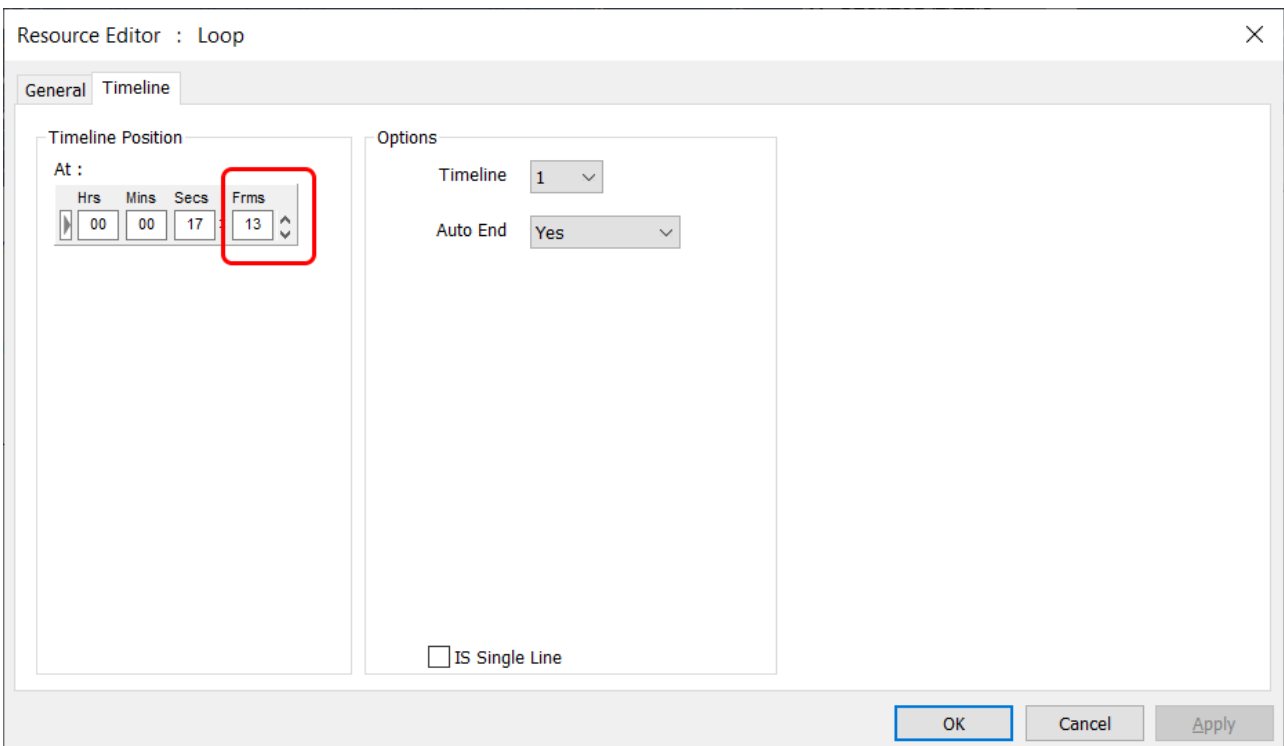 Resource Editor : Loop
General Timeline
Timeline Position
At :
Hrs Mins Secs Frms
00 00 17 : 13
Options
Timeline 1
Auto End Yes
IS Single Line
OK Cancel Apply